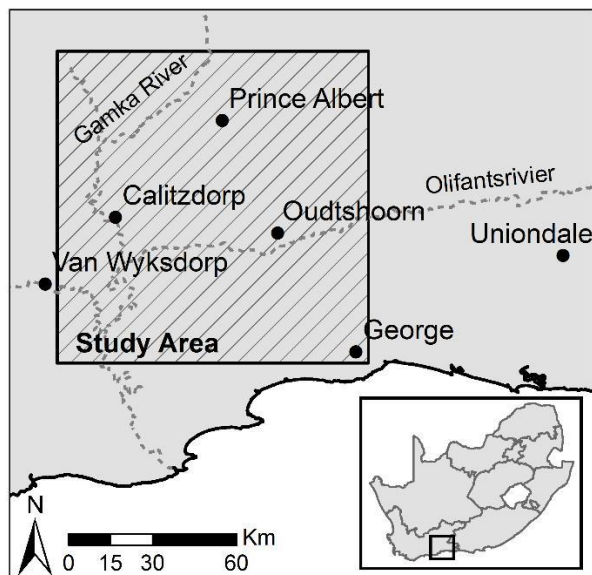 Gamka River
Prince Albert
Olifantsrivier
Calitzdorp
Oudtshoorn
Uniondale
Van Wyksdorp
Study Area
George
N
Km
0 15 30 60